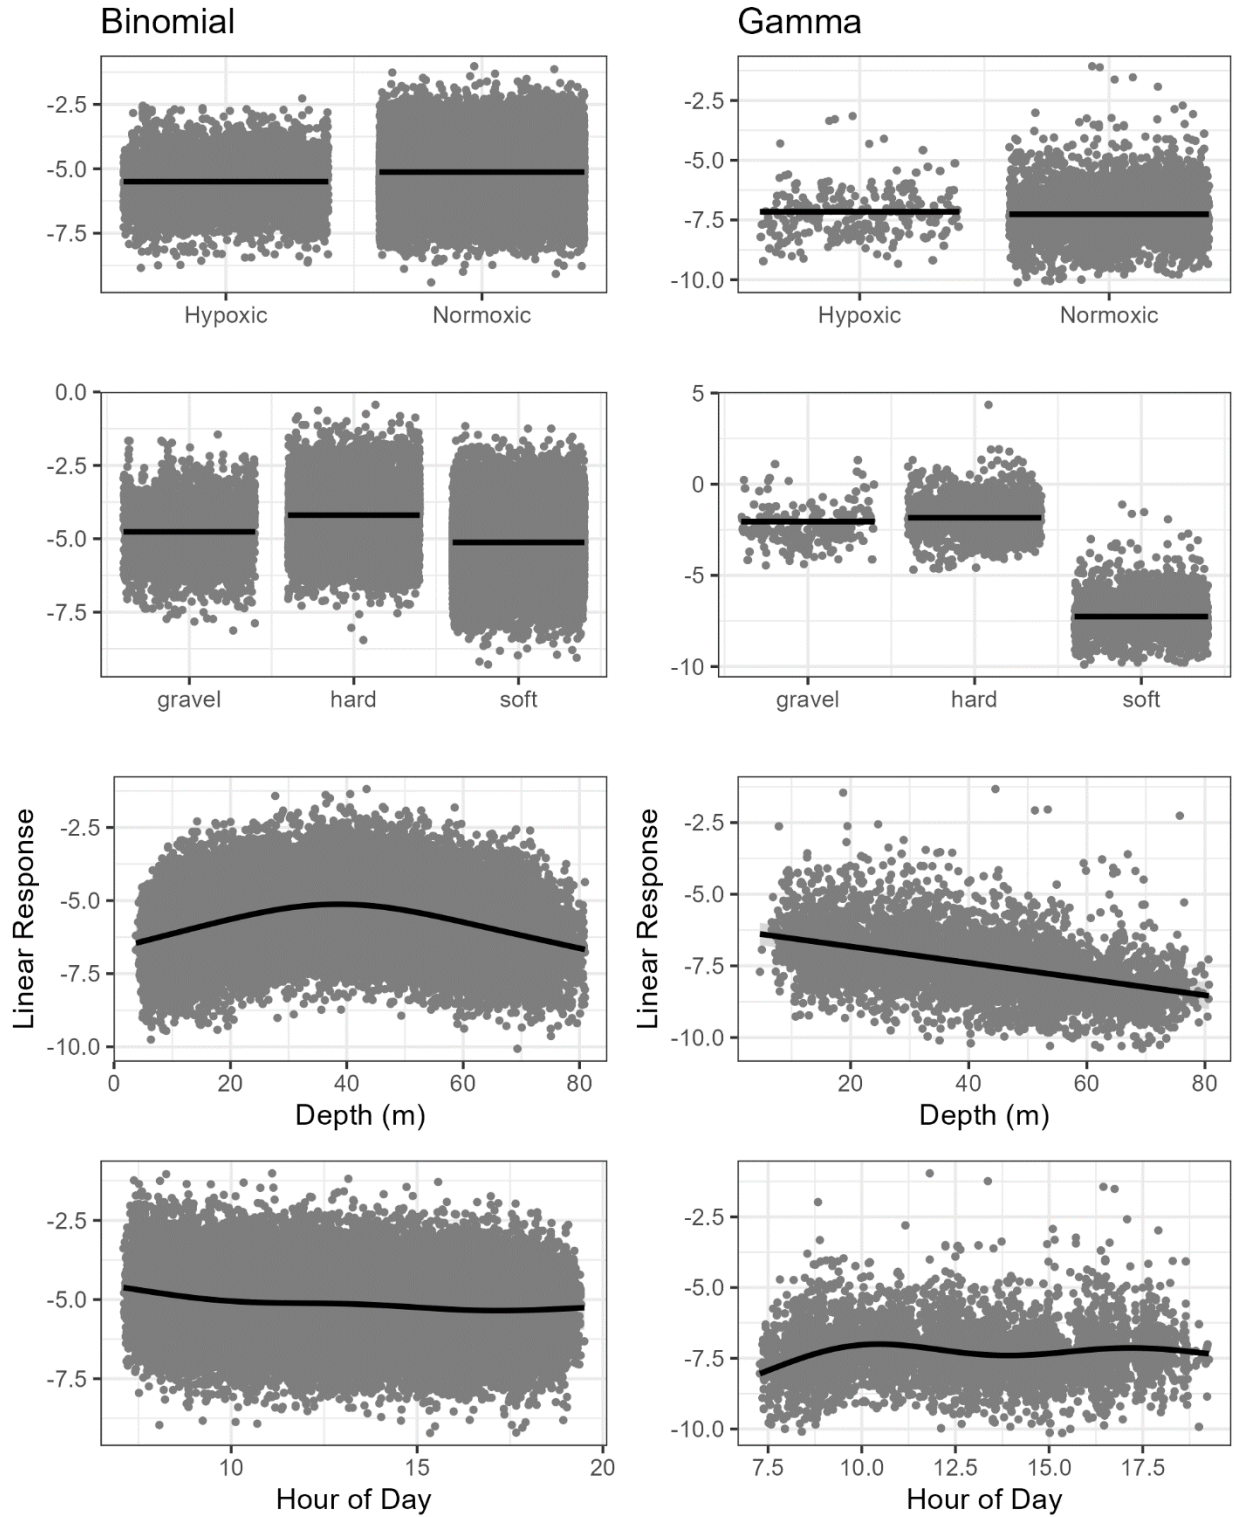 Binomial
Gamma
-2.5
-5.0
-7.5
Hypoxic Normoxic
-2.5
-5.0
-7.5
-10.0
Hypoxic Normoxic
0.0
-2.5
-5.0
-7.5
gravel hard soft
5
0
-5
-10
gravel hard soft
Linear Response
-2.5
-5.0
-7.5
-10.0
0 20 40 60 80
Depth (m)
Linear Response
-2.5
-5.0
-7.5
-10.0
20 40 60 80
Depth (m)
-2.5
-5.0
-7.5
10 15 20
Hour of Day
-2.5
-5.0
-7.5
-10.0
7.5 10.0 12.5 15.0 17.5
Hour of Day